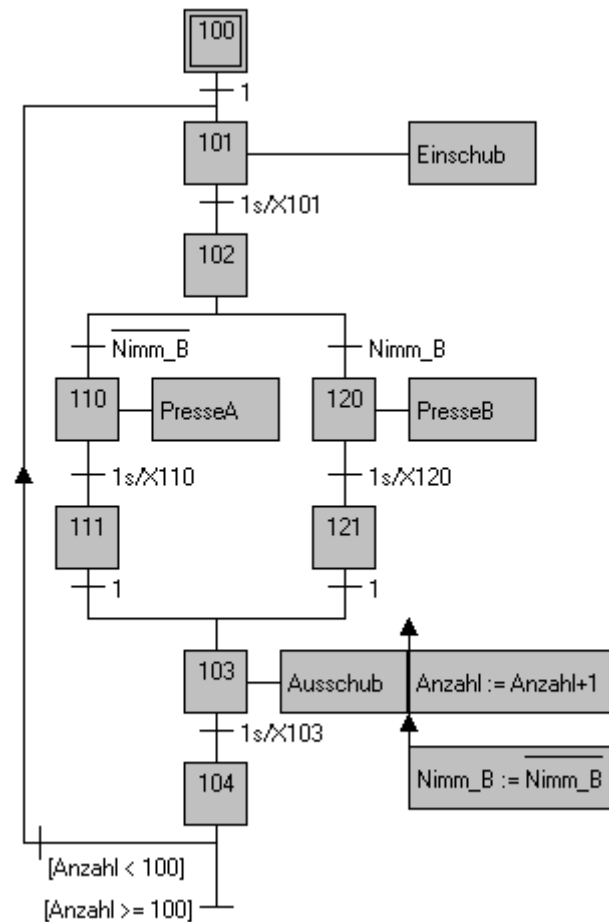 100
1
101
Einschub
1s/X101
102
Nimm_B
Nimm_B
110
PresseA
120
PresseB
1s/X110
1s/X120
111
121
1
1
103
Ausschub
Anzahl := Anzahl+1
1s/X103
104
Nimm_B := Nimm_B
[Anzahl < 100]
[Anzahl >= 100]